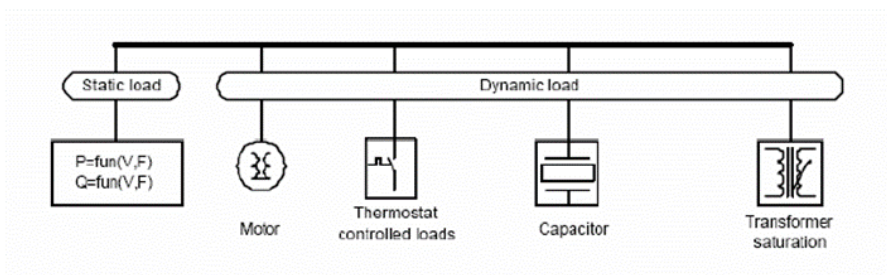 Static load
Dynamic load
P=fun(V,F)
Q=fun(V,F)
Motor
Thermostat
controlled loads
Capacitor
Transformer
saturation